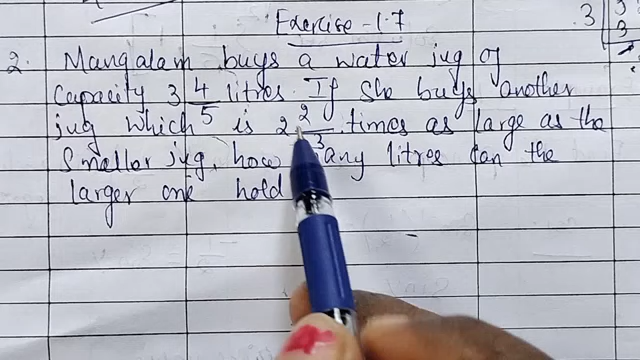 Exercise - 1.7
2. Mangalam buys a water jug of
capacity 3 4/5 litres. If she buys another
jug which is 2 2/3 times as large as the
smaller jug, how many litres can the
larger one hold
3